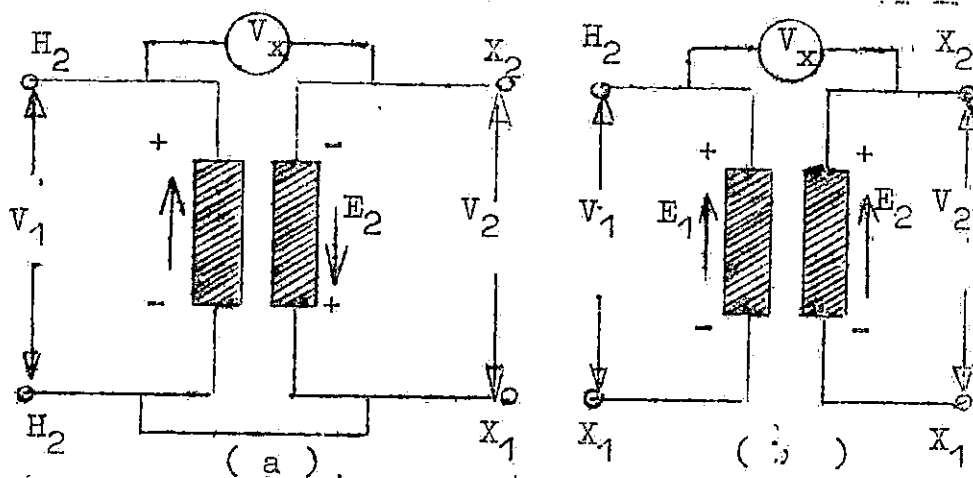 H2 Vx X2 H2 Vx X2
+ - + +
V1 E2 V2 V1 E1 E2 V2
- + - -
H2 X1 X1 X1
( a )